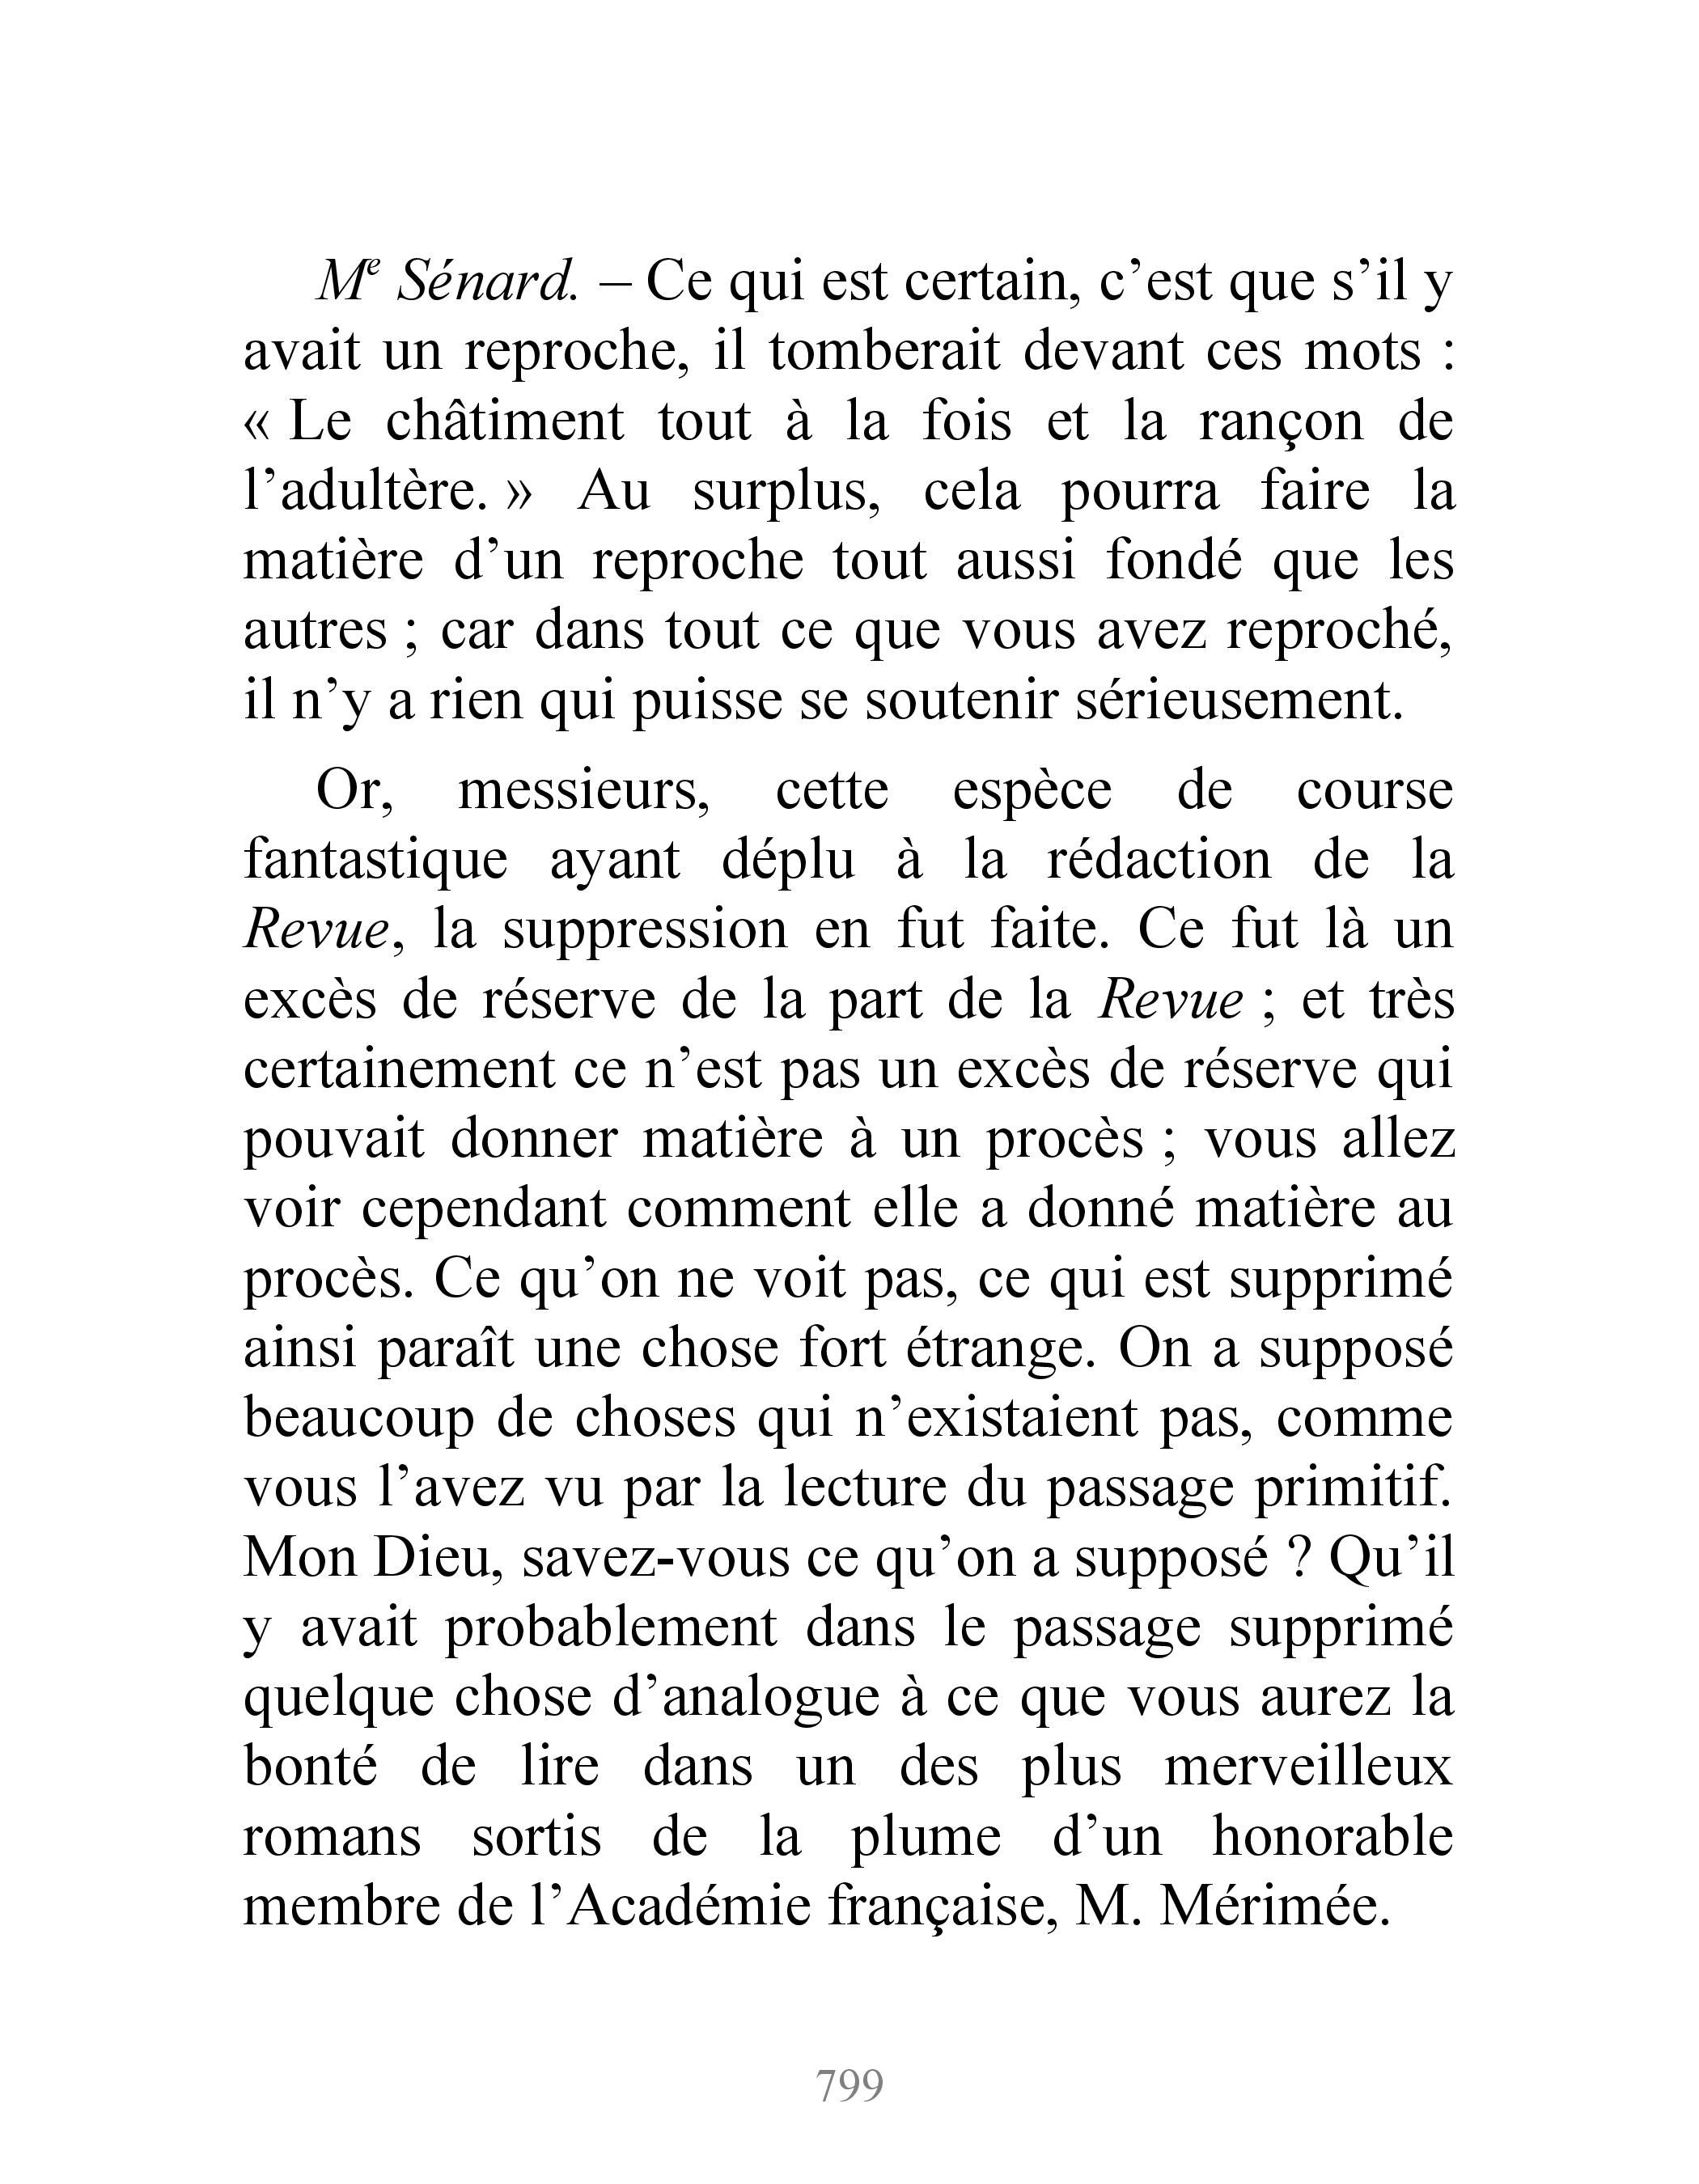 Me Sénard. – Ce qui est certain, c’est que s’il y
avait un reproche, il tomberait devant ces mots :
« Le châtiment tout à la fois et la rançon de
l’adultère. » Au surplus, cela pourra faire la
matière d’un reproche tout aussi fondé que les
autres ; car dans tout ce que vous avez reproché,
il n’y a rien qui puisse se soutenir sérieusement.
Or, messieurs, cette espèce de course
fantastique ayant déplu à la rédaction de la
Revue, la suppression en fut faite. Ce fut là un
excès de réserve de la part de la Revue ; et très
certainement ce n’est pas un excès de réserve qui
pouvait donner matière à un procès ; vous allez
voir cependant comment elle a donné matière au
procès. Ce qu’on ne voit pas, ce qui est supprimé
ainsi paraît une chose fort étrange. On a supposé
beaucoup de choses qui n’existaient pas, comme
vous l’avez vu par la lecture du passage primitif.
Mon Dieu, savez-vous ce qu’on a supposé ? Qu’il
y avait probablement dans le passage supprimé
quelque chose d’analogue à ce que vous aurez la
bonté de lire dans un des plus merveilleux
romans sortis de la plume d’un honorable
membre de l’Académie française, M. Mérimée.
799